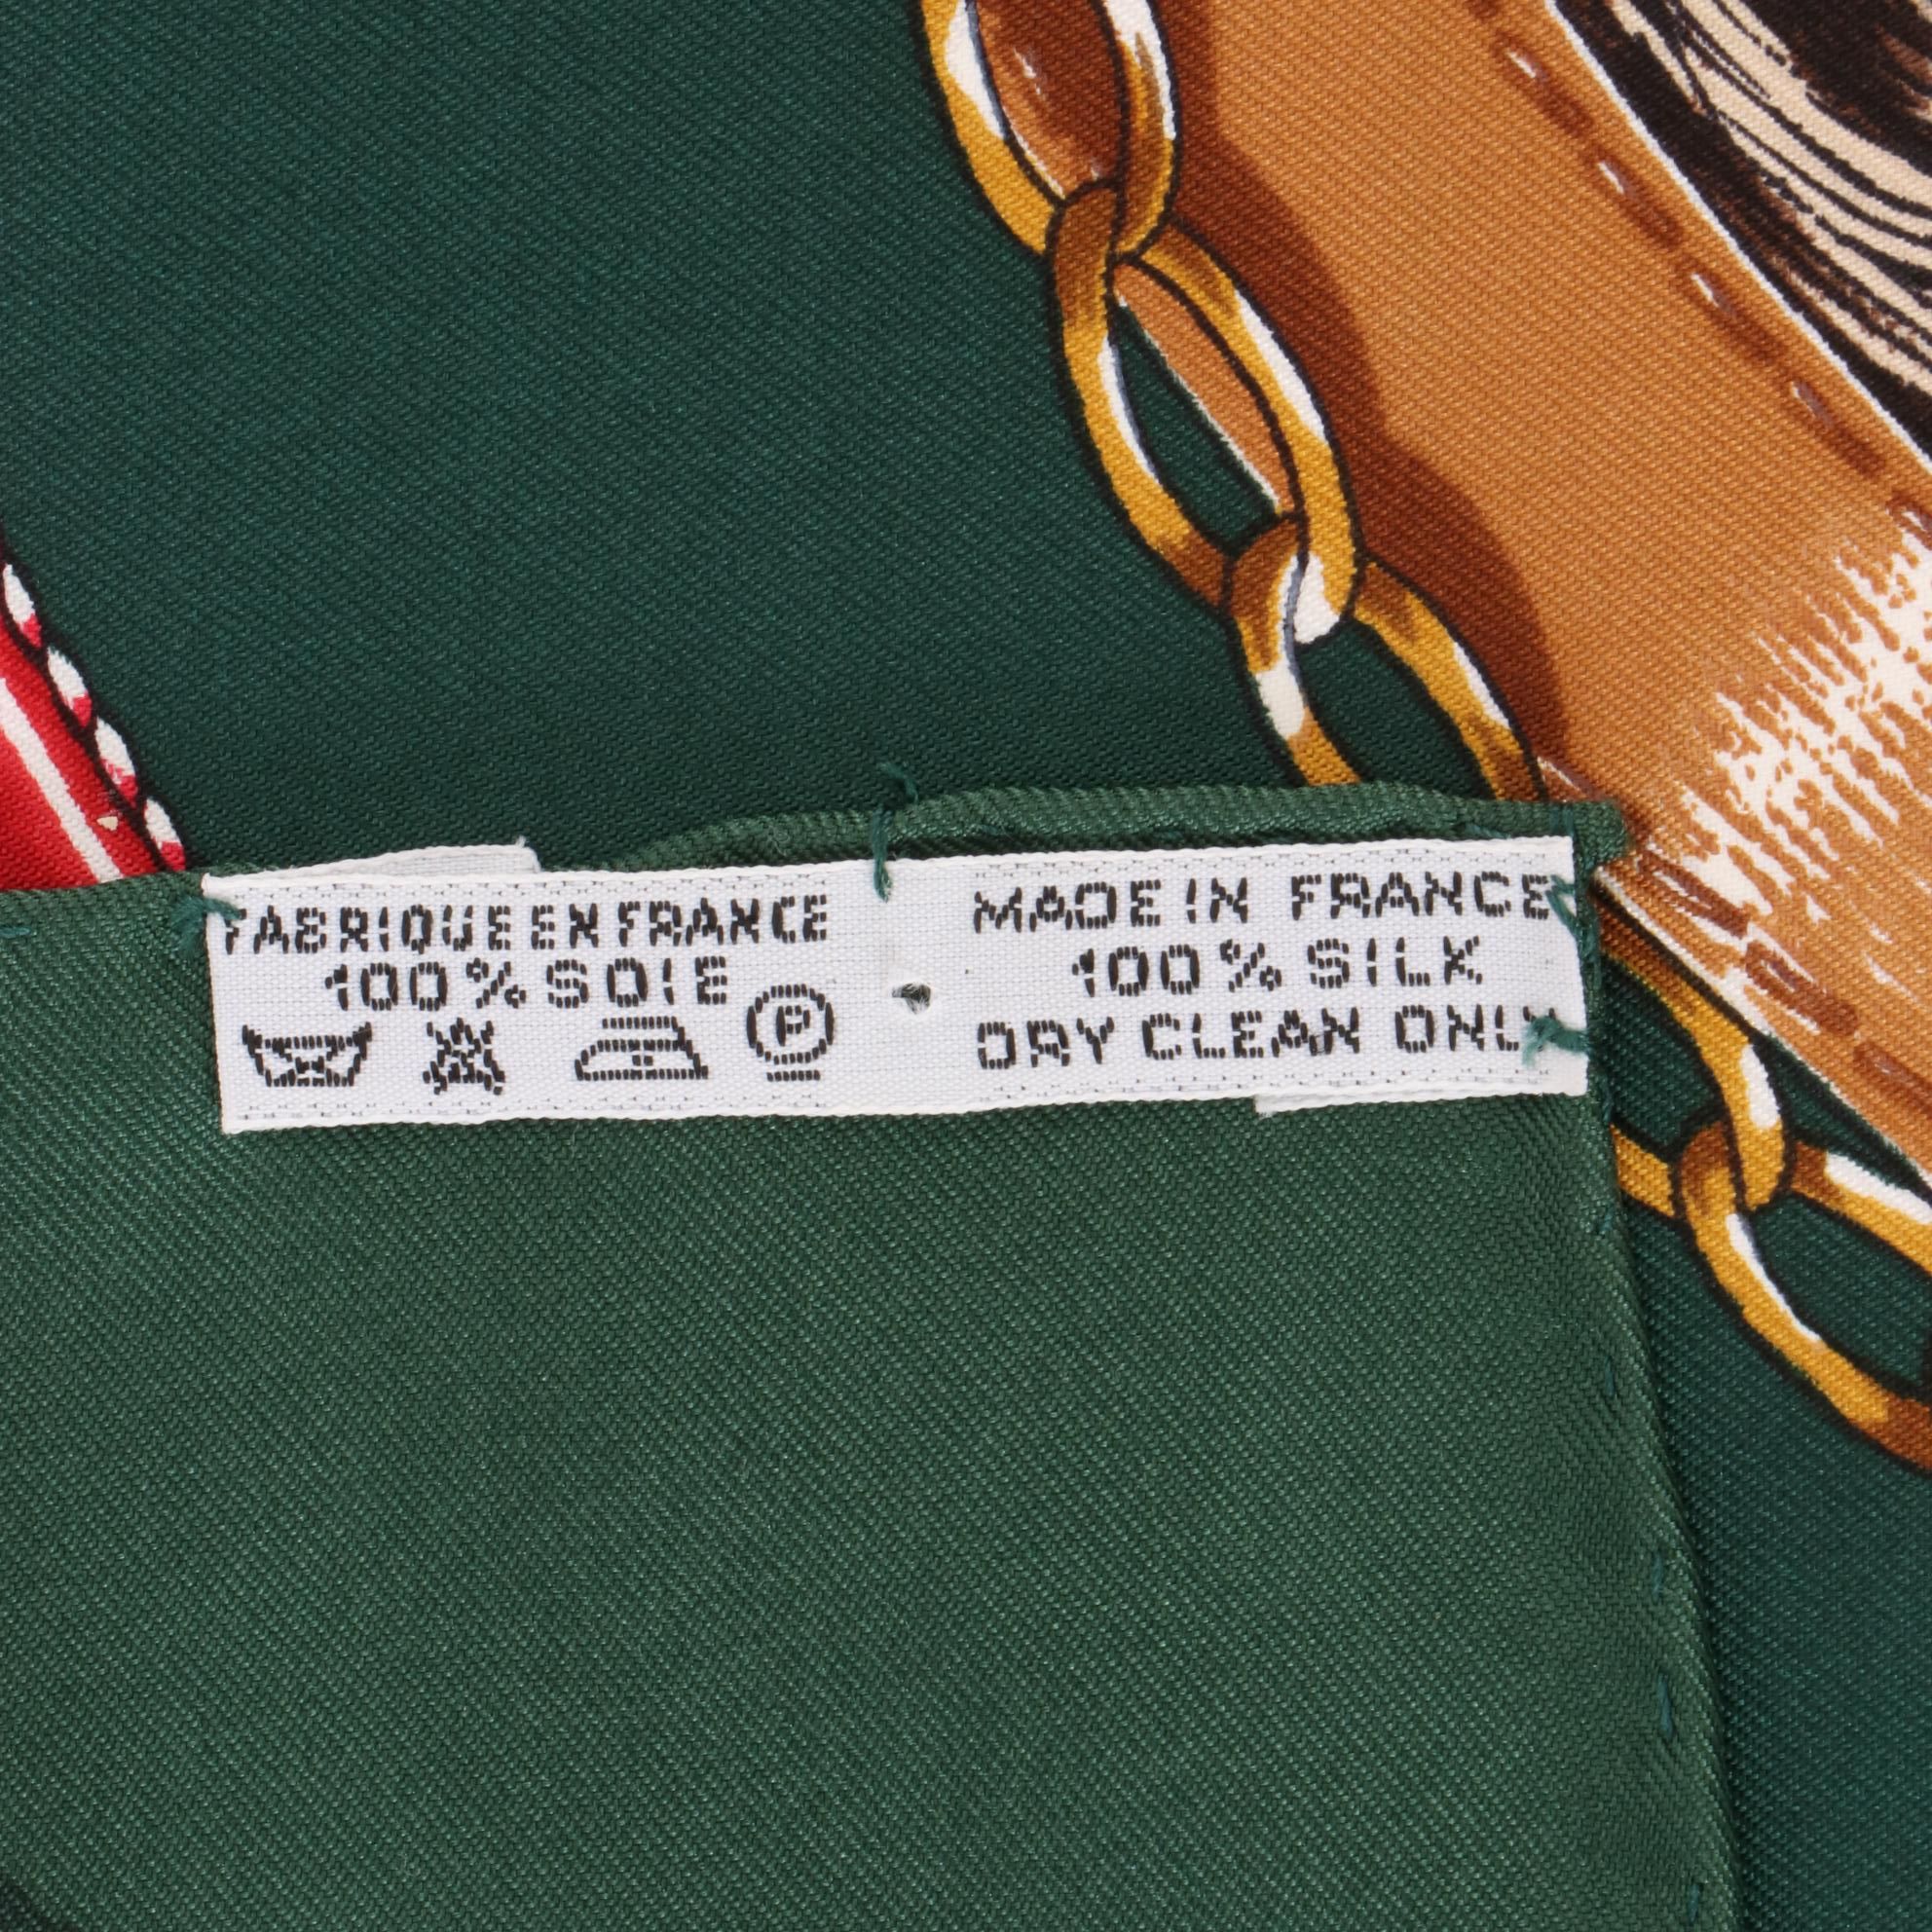 FABRIQUE EN FRANCE
100% SOIE
P
MADE IN FRANCE
100% SILK
DRY CLEAN ONLY